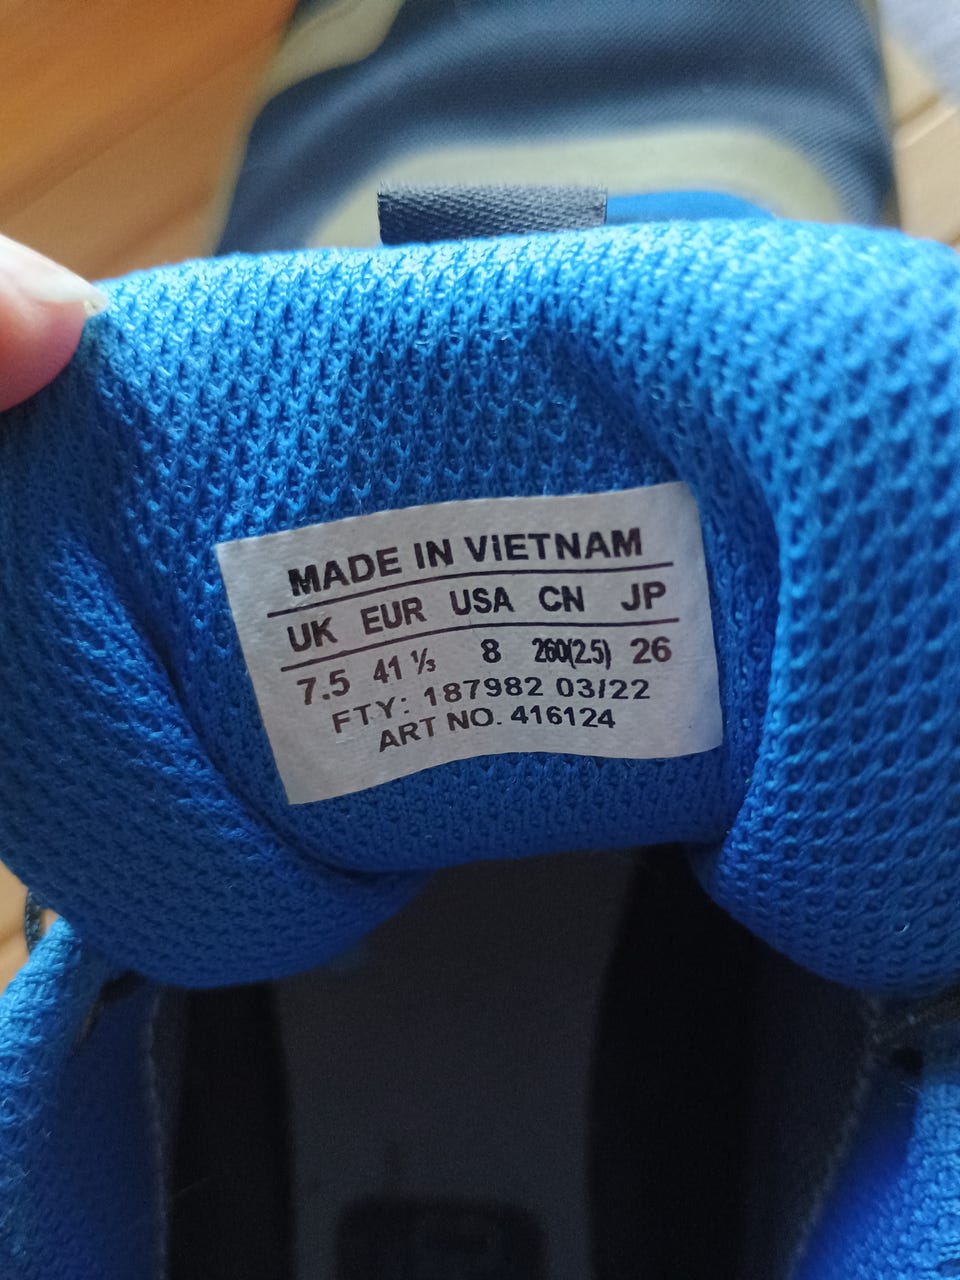 MADE IN VIETNAM
UK EUR USA CN JP
7.5 41 ⅓ 8 260(2.5) 26
FTY: 187982 03/22
ART NO. 416124